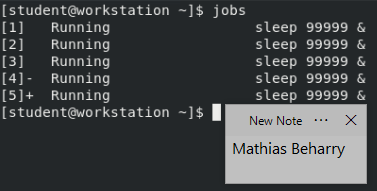 [student@workstation ~]$ jobs
[1]   Running                 sleep 99999 &
[2]   Running                 sleep 99999 &
[3]   Running                 sleep 99999 &
[4]-  Running                 sleep 99999 &
[5]+  Running                 sleep 99999 &
[student@workstation ~]$
New Note ··· ✕
Mathias Beharry